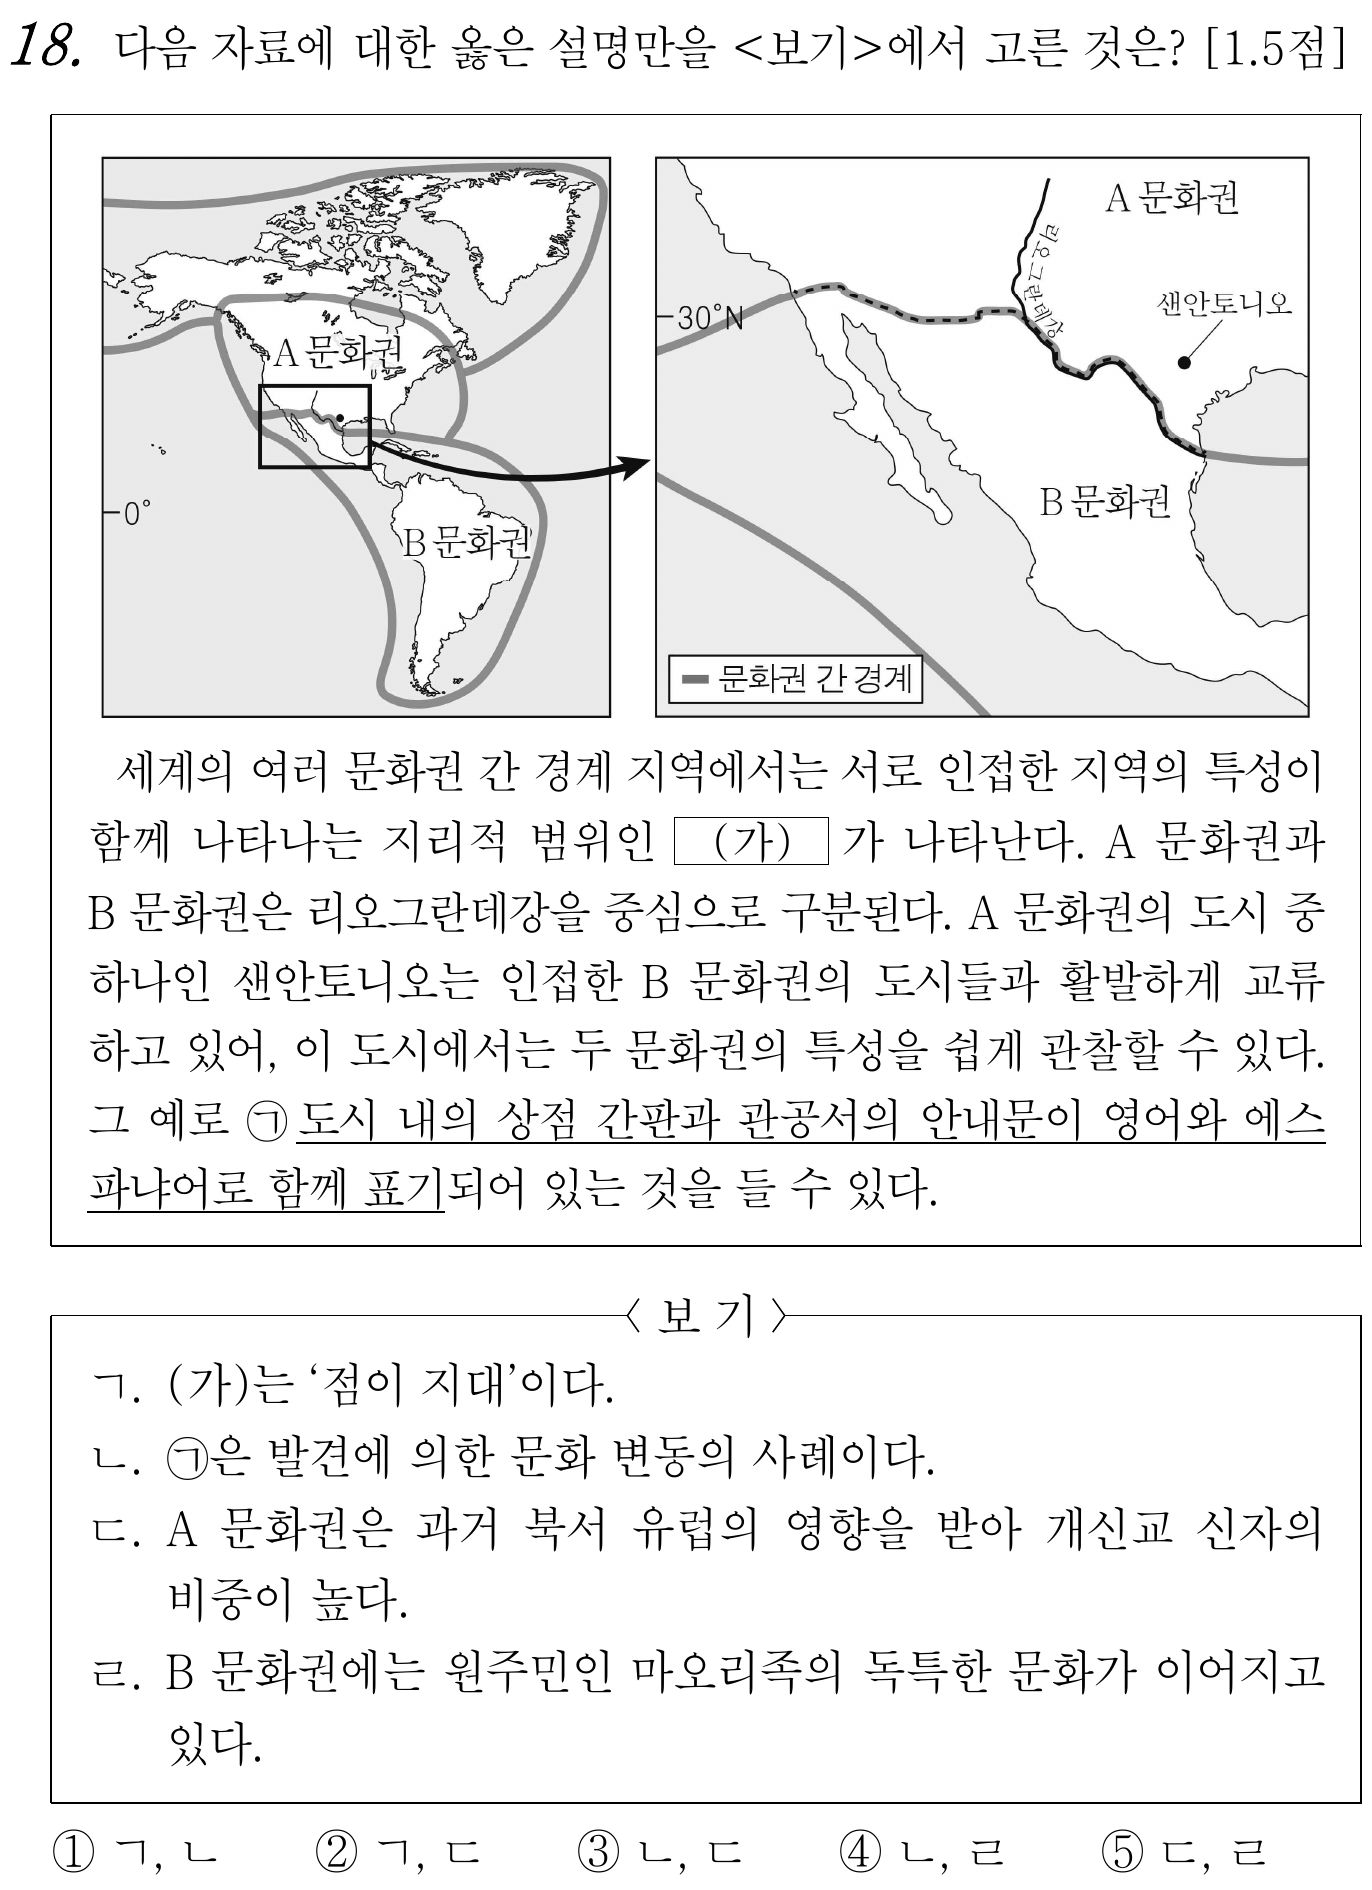 18. 다음 자료에 대한 옳은 설명만을 <보기>에서 고른 것은? [1.5점]
A 문화권
B 문화권
0°
A 문화권
리오그란데강
샌안토니오
30°N
B 문화권
문화권 간 경계
세계의 여러 문화권 간 경계 지역에서는 서로 인접한 지역의 특성이
함께 나타나는 지리적 범위인 (가) 가 나타난다. A 문화권과
B 문화권은 리오그란데강을 중심으로 구분된다. A 문화권의 도시 중
하나인 샌안토니오는 인접한 B 문화권의 도시들과 활발하게 교류
하고 있어, 이 도시에서는 두 문화권의 특성을 쉽게 관찰할 수 있다.
그 예로 ㉠ 도시 내의 상점 간판과 관공서의 안내문이 영어와 에스
파냐어로 함께 표기되어 있는 것을 들 수 있다.
〈 보 기 〉
ㄱ. (가)는 ‘점이 지대’이다.
ㄴ. ㉠은 발견에 의한 문화 변동의 사례이다.
ㄷ. A 문화권은 과거 북서 유럽의 영향을 받아 개신교 신자의
비중이 높다.
ㄹ. B 문화권에는 원주민인 마오리족의 독특한 문화가 이어지고
있다.
① ㄱ, ㄴ ② ㄱ, ㄷ ③ ㄴ, ㄷ ④ ㄴ, ㄹ ⑤ ㄷ, ㄹ